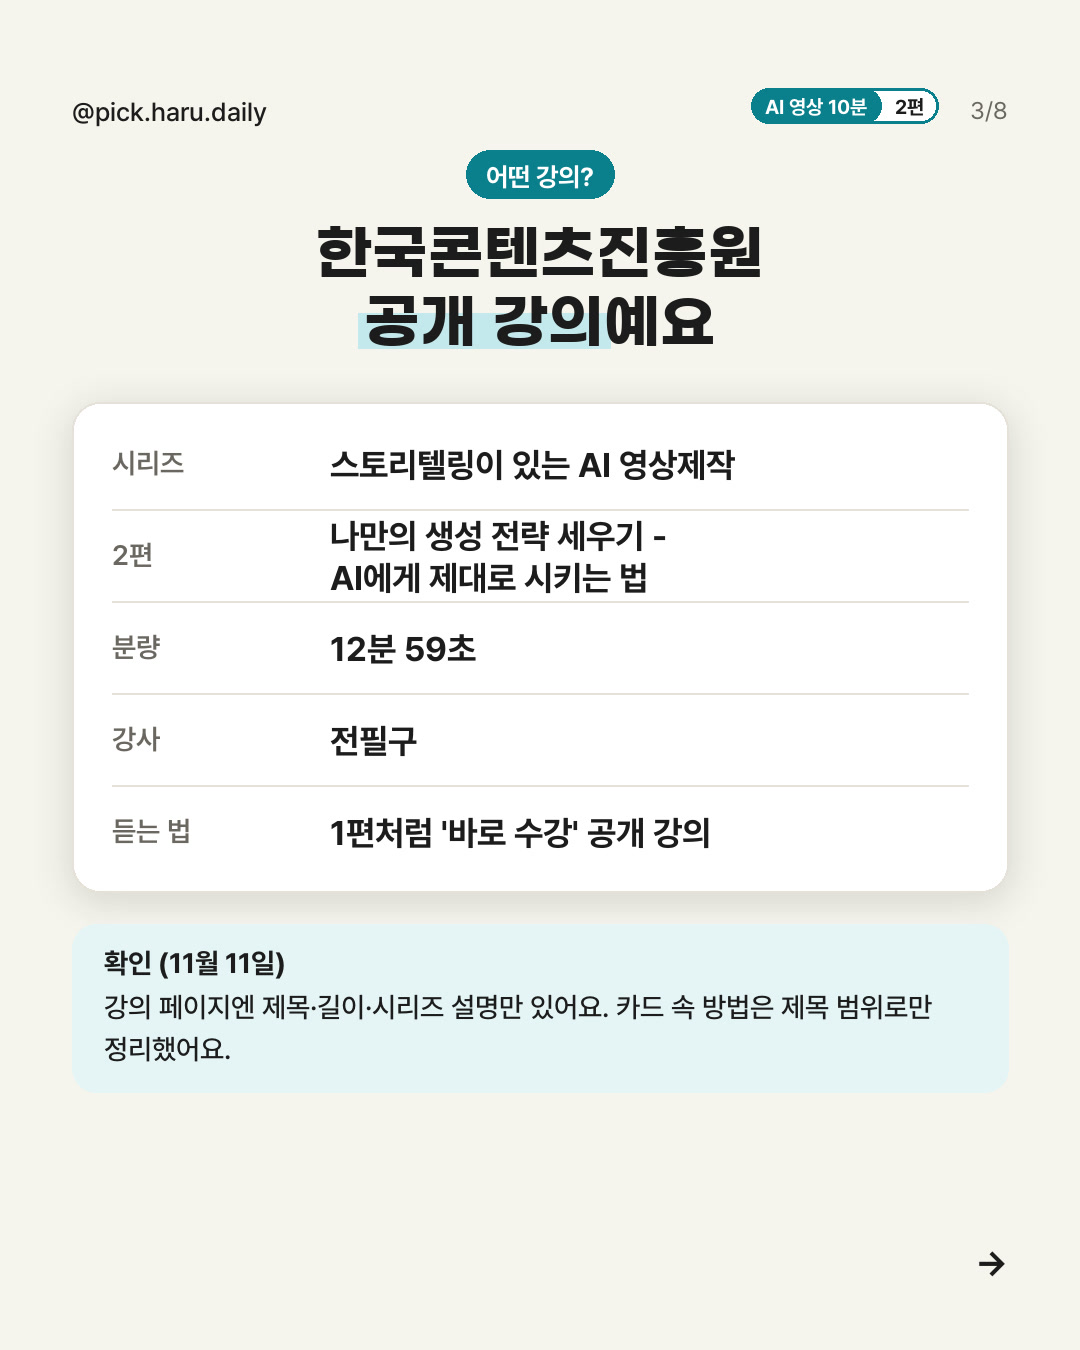 @pick.haru.daily
AI 영상 10분 2편
3/8
어떤 강의?
한국콘텐츠진흥원
공개 강의예요
시리즈 스토리텔링이 있는 AI 영상제작
2편 나만의 생성 전략 세우기 -
AI에게 제대로 시키는 법
분량 12분 59초
강사 전필구
듣는 법 1편처럼 '바로 수강' 공개 강의
확인 (11월 11일)
강의 페이지엔 제목·길이·시리즈 설명만 있어요. 카드 속 방법은 제목 범위로만
정리했어요.
→